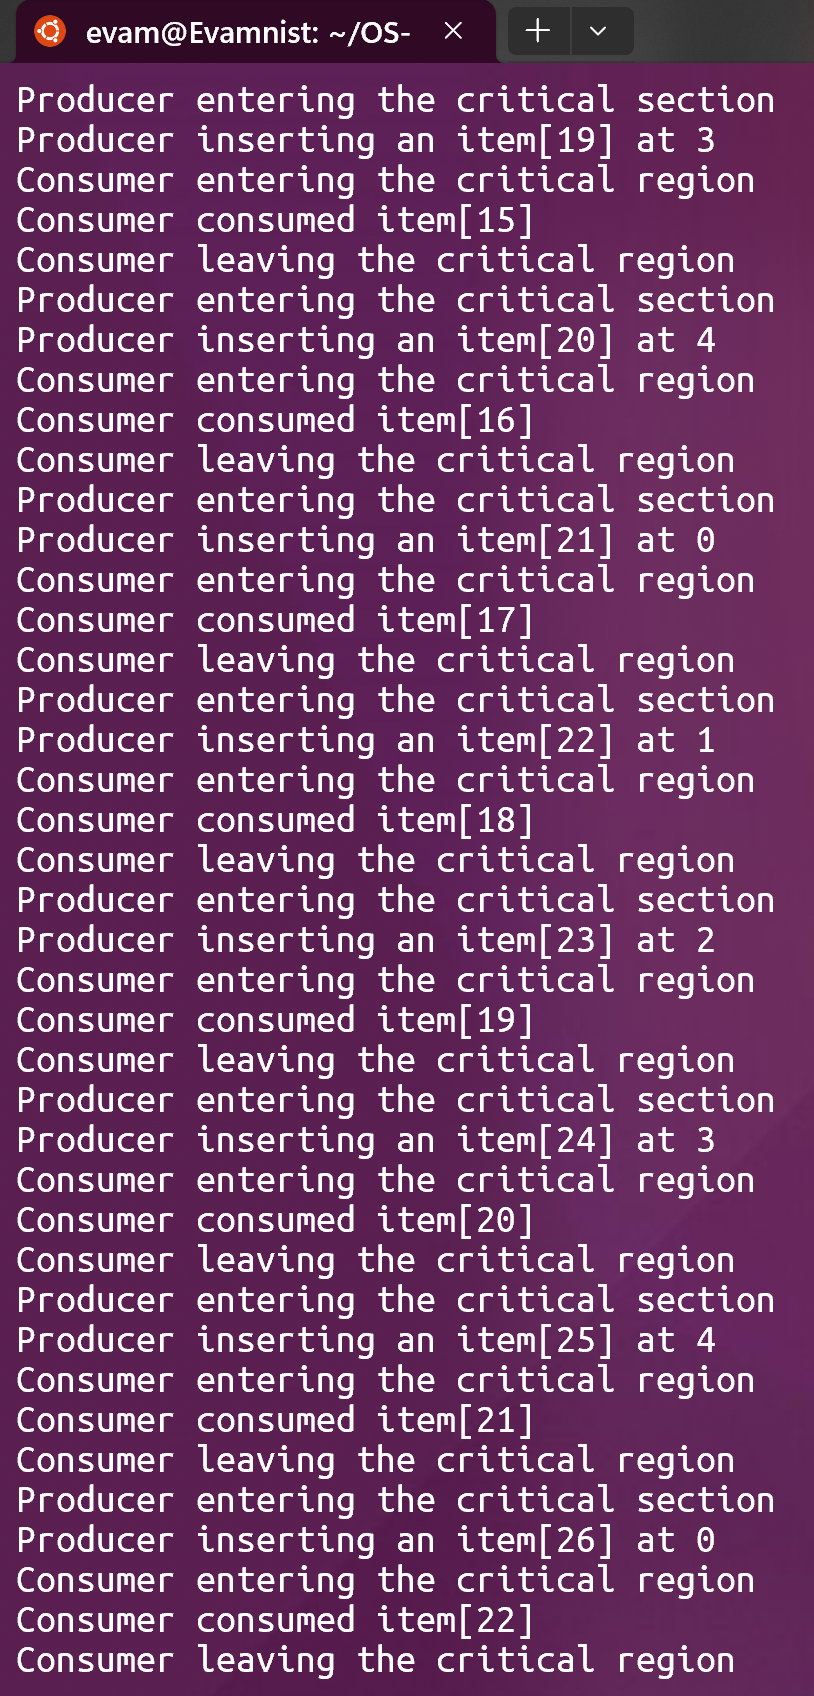 evam@Evamnist: ~/OS-
Producer entering the critical section
Producer inserting an item[19] at 3
Consumer entering the critical region
Consumer consumed item[15]
Consumer leaving the critical region
Producer entering the critical section
Producer inserting an item[20] at 4
Consumer entering the critical region
Consumer consumed item[16]
Consumer leaving the critical region
Producer entering the critical section
Producer inserting an item[21] at 0
Consumer entering the critical region
Consumer consumed item[17]
Consumer leaving the critical region
Producer entering the critical section
Producer inserting an item[22] at 1
Consumer entering the critical region
Consumer consumed item[18]
Consumer leaving the critical region
Producer entering the critical section
Producer inserting an item[23] at 2
Consumer entering the critical region
Consumer consumed item[19]
Consumer leaving the critical region
Producer entering the critical section
Producer inserting an item[24] at 3
Consumer entering the critical region
Consumer consumed item[20]
Consumer leaving the critical region
Producer entering the critical section
Producer inserting an item[25] at 4
Consumer entering the critical region
Consumer consumed item[21]
Consumer leaving the critical region
Producer entering the critical section
Producer inserting an item[26] at 0
Consumer entering the critical region
Consumer consumed item[22]
Consumer leaving the critical region